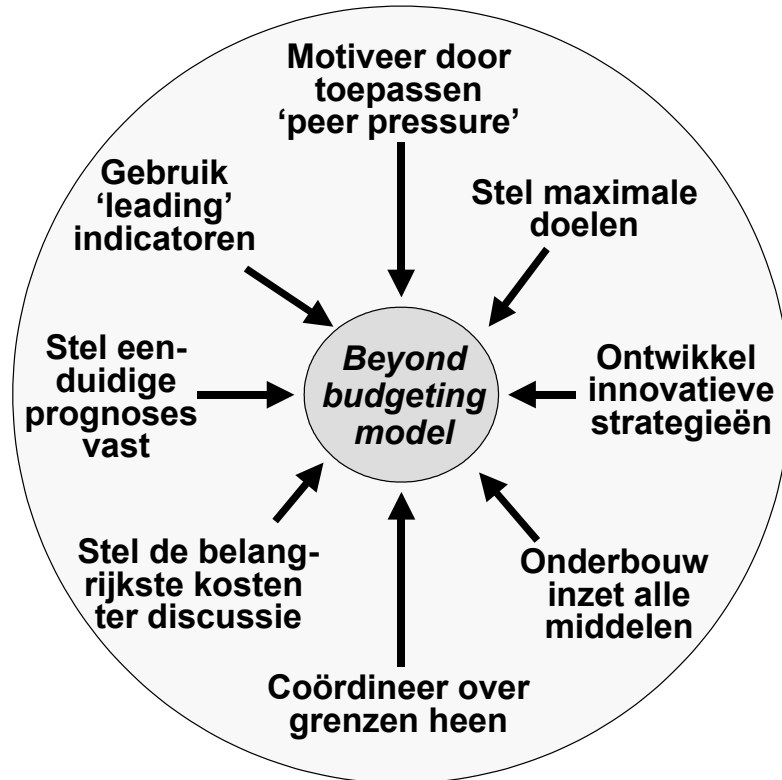 Motiveer door
toepassen
‘peer pressure’
Stel maximale
doelen
Ontwikkel
innovatieve
strategieën
Onderbouw
inzet alle
middelen
Coördineer over
grenzen heen
Stel de belang-
rijkste kosten
ter discussie
Stel een-
duidige
prognoses
vast
Gebruik
‘leading’
indicatoren
Beyond
budgeting
model